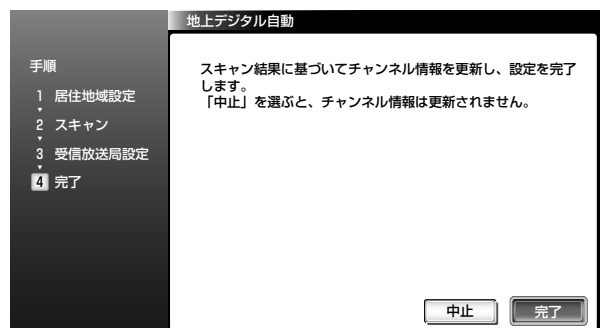 地上デジタル自動
手順
1 居住地域設定
2 スキャン
3 受信放送局設定
4 完了
スキャン結果に基づいてチャンネル情報を更新し、設定を完了
します。
「中止」を選ぶと、チャンネル情報は更新されません。
中止
完了